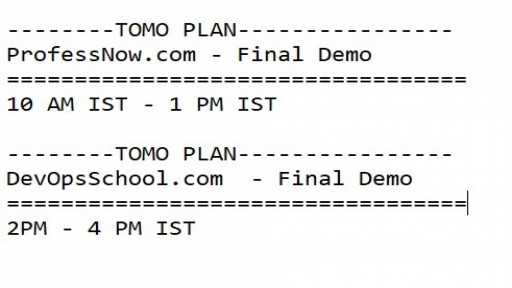 --------TOMO PLAN----------------
ProfessNow.com - Final Demo
==================================
10 AM IST - 1 PM IST
--------TOMO PLAN----------------
DevOpsSchool.com  - Final Demo
==================================
2PM - 4 PM IST